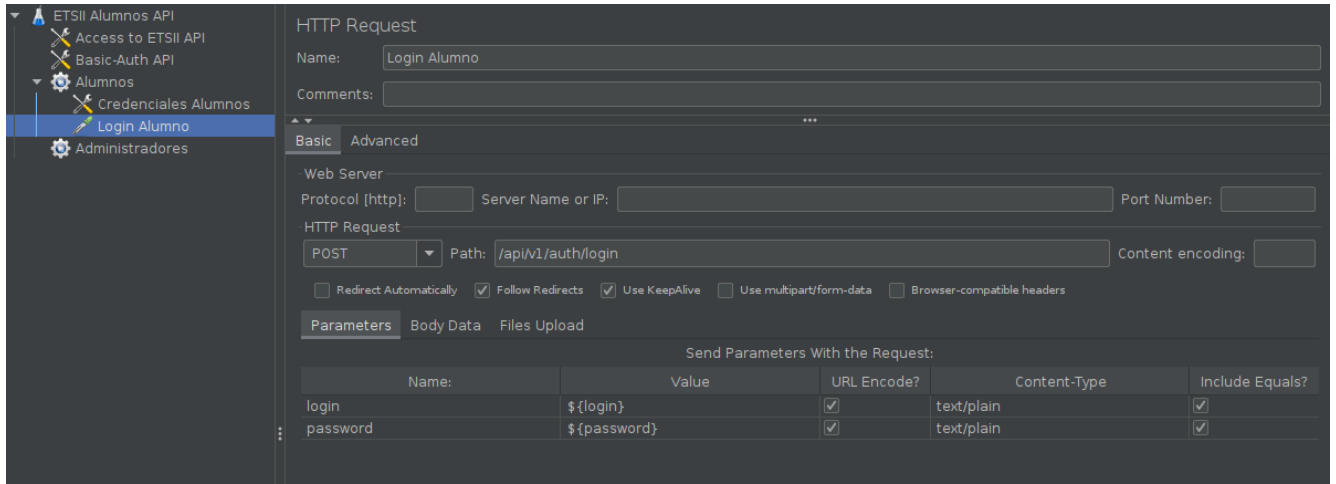 ETSII Alumnos API
Access to ETSII API
Basic-Auth API
Alumnos
Credenciales Alumnos
Login Alumno
Administradores
HTTP Request
Name: Login Alumno
Comments:
Basic Advanced
Web Server
Protocol [http]: Server Name or IP: Port Number:
HTTP Request
POST Path: /api/v1/auth/login Content encoding:
Redirect Automatically Follow Redirects Use KeepAlive Use multipart/form-data Browser-compatible headers
Parameters Body Data Files Upload
Send Parameters With the Request:
Name: Value URL Encode? Content-Type Include Equals?
login ${login} text/plain
password ${password} text/plain